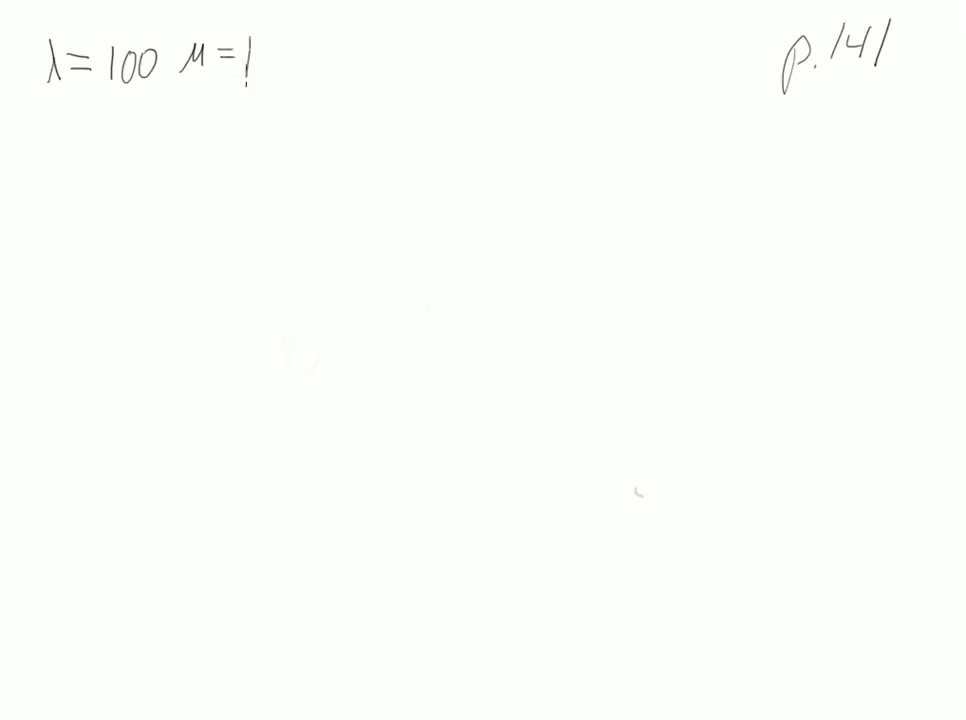 λ = 100 μ = 1
p. 141